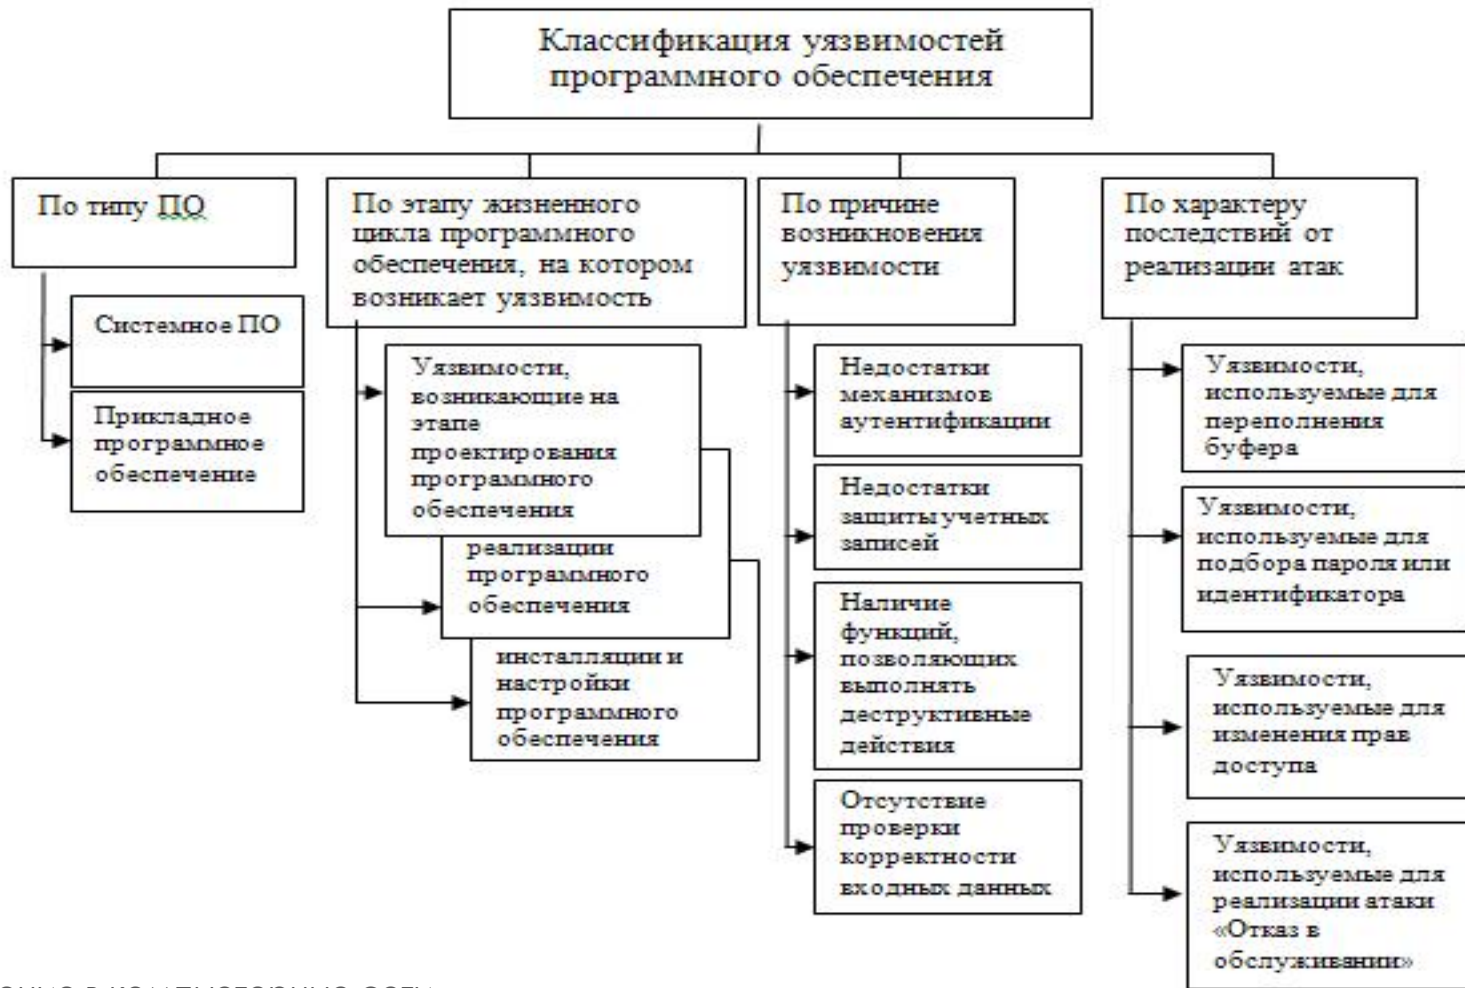 Классификация уязвимостей
программного обеспечения
По типу ПО
Системное ПО
Прикладное
программное
обеспечение
По этапу жизненного
цикла программного
обеспечения, на котором
возникает уязвимость
Уязвимости,
возникающие на
этапе
проектирования
программного
обеспечения
реализации
программного
обеспечения
инсталляции и
настройки
программного
обеспечения
По причине
возникновения
уязвимости
Недостатки
механизмов
аутентификации
Недостатки
защиты учетных
записей
Наличие
функций,
позволяющих
выполнять
деструктивные
действия
Отсутствие
проверки
корректности
входных данных
По характеру
последствий от
реализации атак
Уязвимости,
используемые для
переполнения
буфера
Уязвимости,
используемые для
подбора пароля или
идентификатора
Уязвимости,
используемые для
изменения прав
доступа
Уязвимости,
используемые для
реализации атаки
«Отказ в
обслуживании»